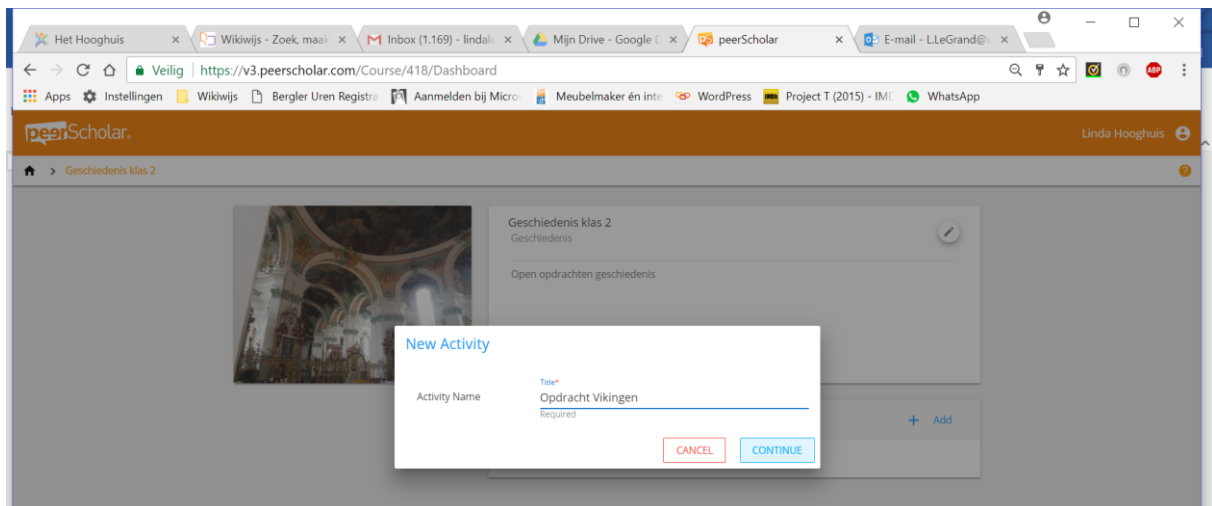 Het Hooghuis
Wikiwijs - Zoek, maak
Inbox (1.169) - lindale
Mijn Drive - Google D
peerScholar
E-mail - L.LeGrand@
Veilig | https://v3.peerscholar.com/Course/418/Dashboard
ABP
Apps Instellingen Wikiwijs Bergler Uren Registra Aanmelden bij Micro Meubelmaker én inte WordPress Project T (2015) - IM WhatsApp
peerScholar.
Linda Hooghuis
> Geschiedenis klas 2
Geschiedenis klas 2
Geschiedenis
Open opdrachten geschiedenis
New Activity
Title*
Activity Name
Opdracht Vikingen
Required
+ Add
CANCEL
CONTINUE